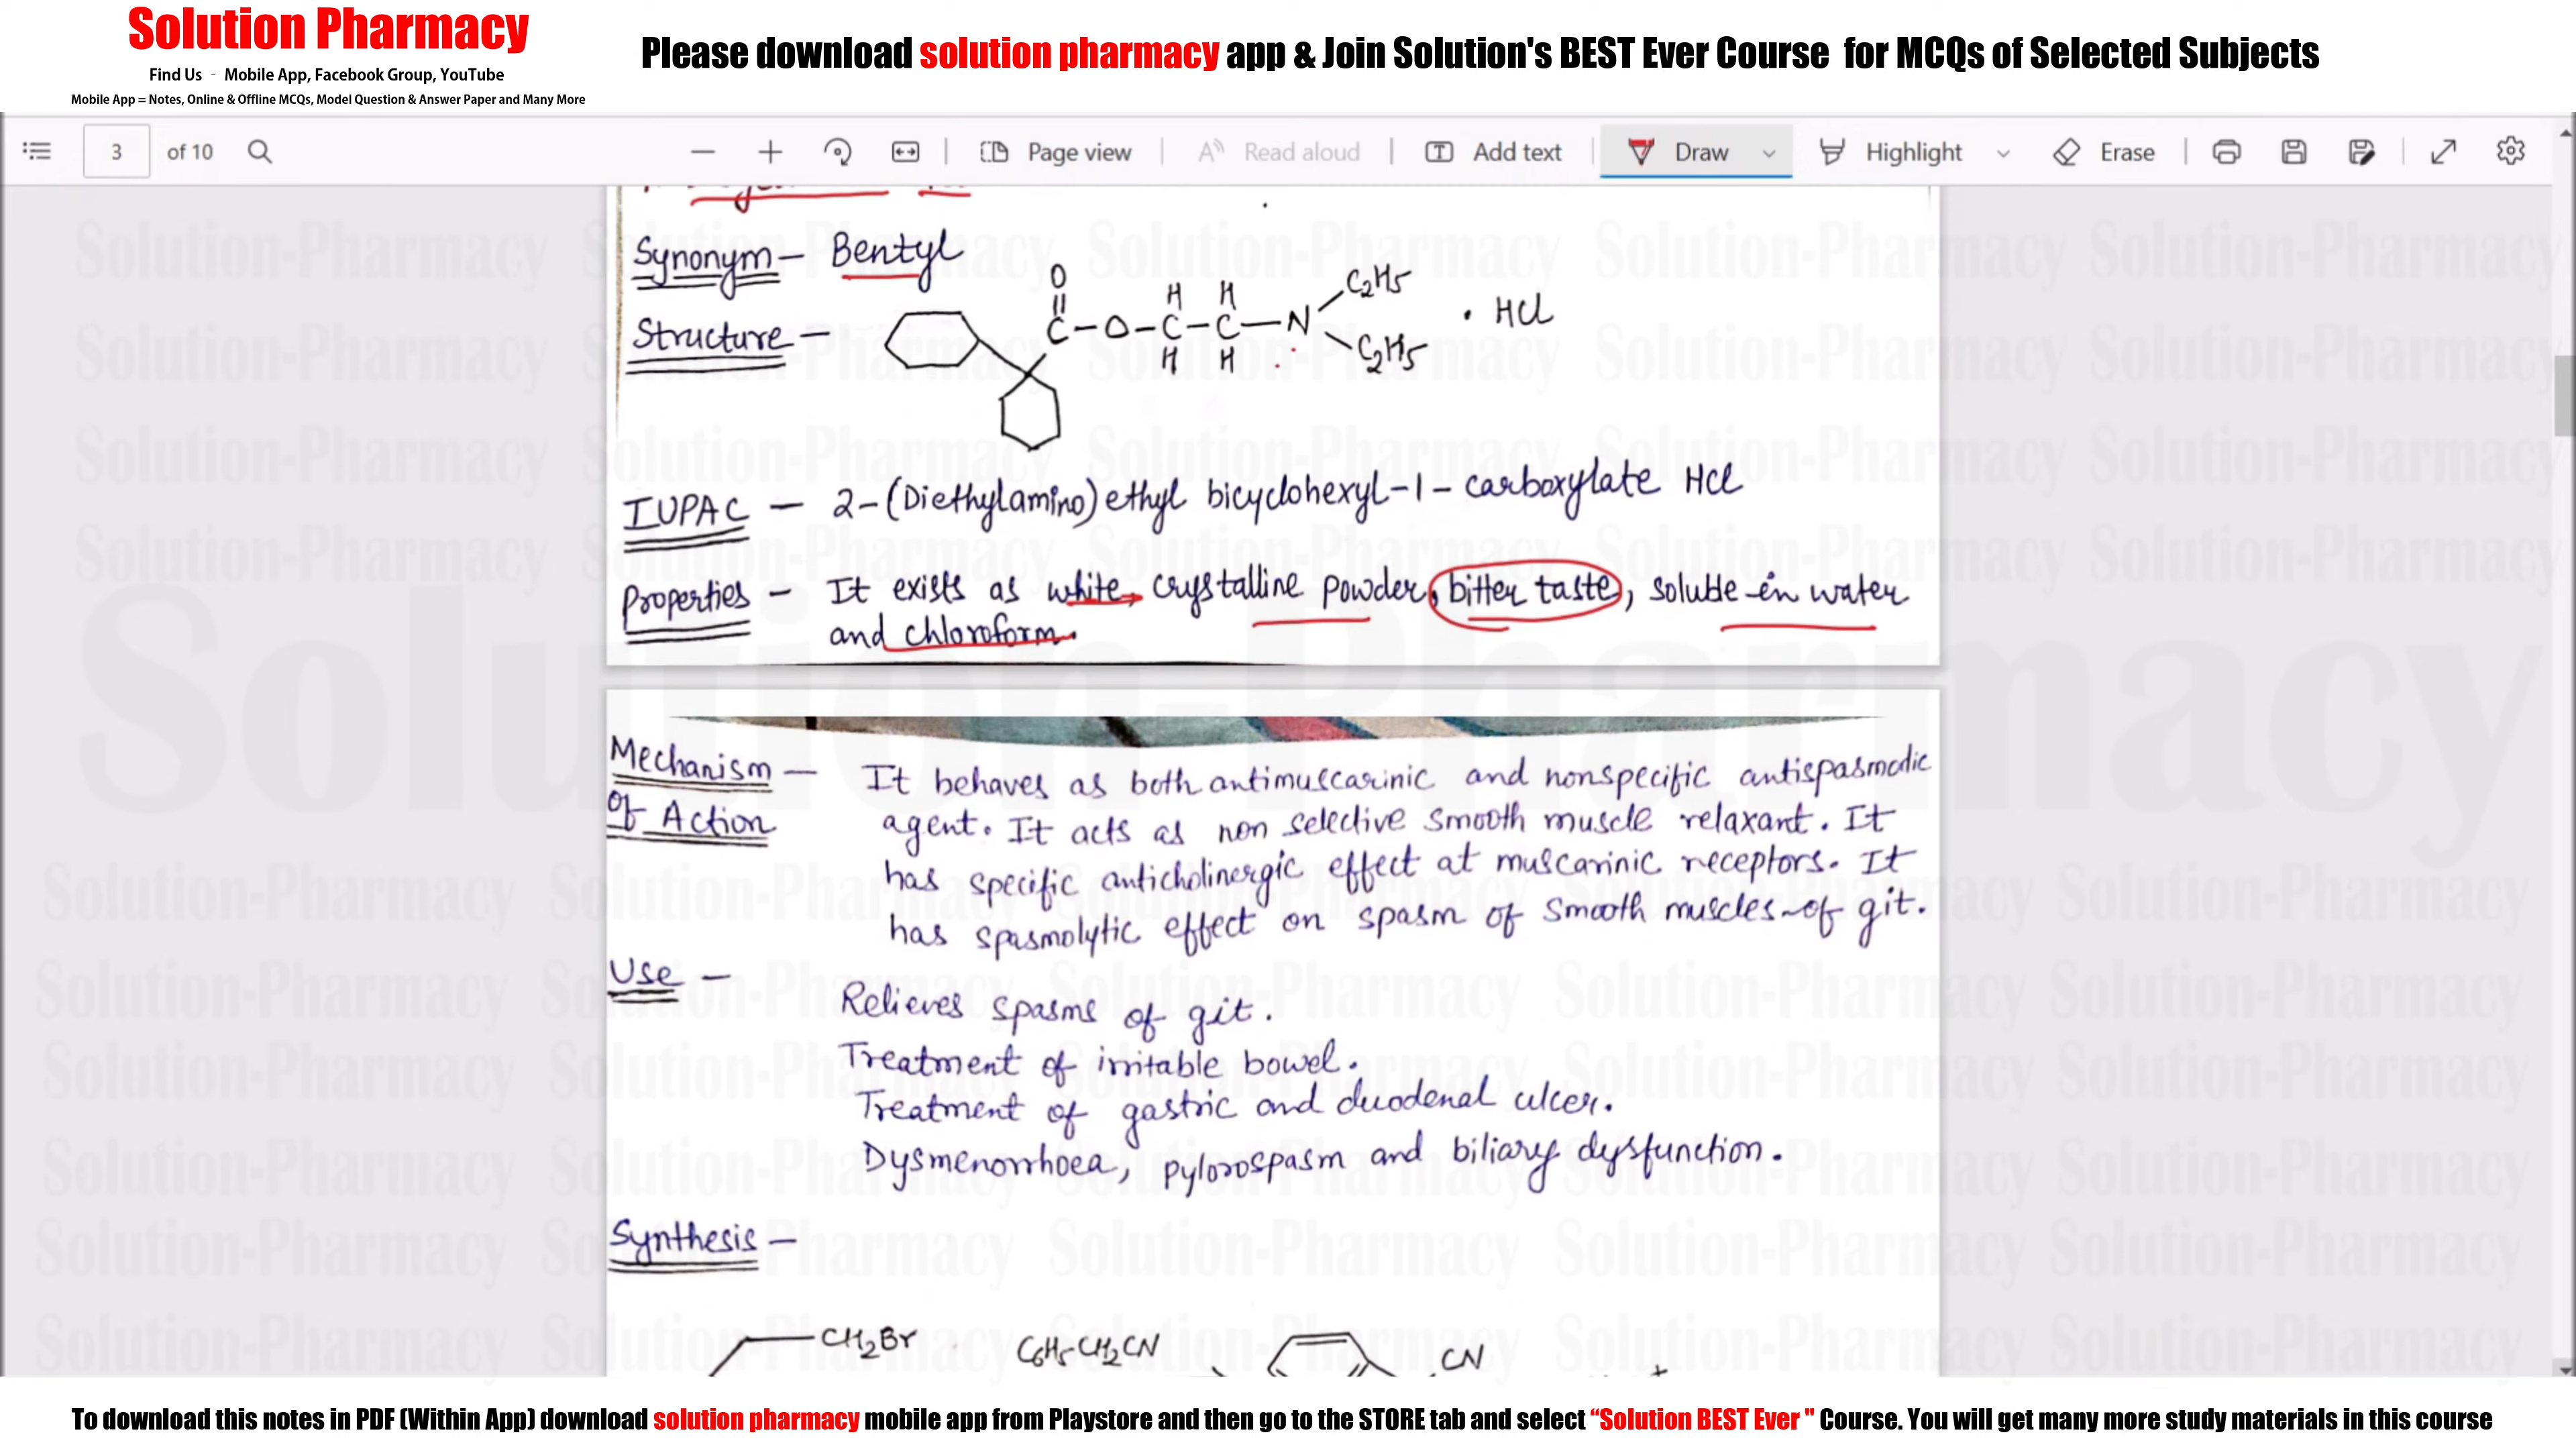 Solution Pharmacy
Find Us - Mobile App, Facebook Group, YouTube
Mobile App = Notes, Online & Offline MCQs, Model Question & Answer Paper and Many More
Please download solution pharmacy app & Join Solution's BEST Ever Course for MCQs of Selected Subjects
3 of 10 Page view Read aloud Add text Draw Highlight Erase
Synonym - Bentyl
Structure -
O
C-O-C-C-N
H H
H H
C2H5
C2H5
. HCl
IUPAC - 2-(Diethylamino) ethyl bicyclohexyl-1-carboxylate HCl
Properties - It exists as white, crystalline powder, bitter taste, soluble in water
and chloroform.
Mechanism of Action - It behaves as both antimuscarinic and nonspecific antispasmodic
agent. It acts as non selective smooth muscle relaxant. It
has specific anticholinergic effect at muscarinic receptors. It
has spasmolytic effect on spasm of smooth muscles of git.
Use -
Relieves spasms of git.
Treatment of irritable bowel.
Treatment of gastric and duodenal ulcer.
Dysmenorrhoea, pylorospasm and biliary dysfunction.
Synthesis -
CH2Br C6H5-CH2CN CN
To download this notes in PDF (Within App) download solution pharmacy mobile app from Playstore and then go to the STORE tab and select “Solution BEST Ever " Course. You will get many more study materials in this course
Solution-Pharmacy